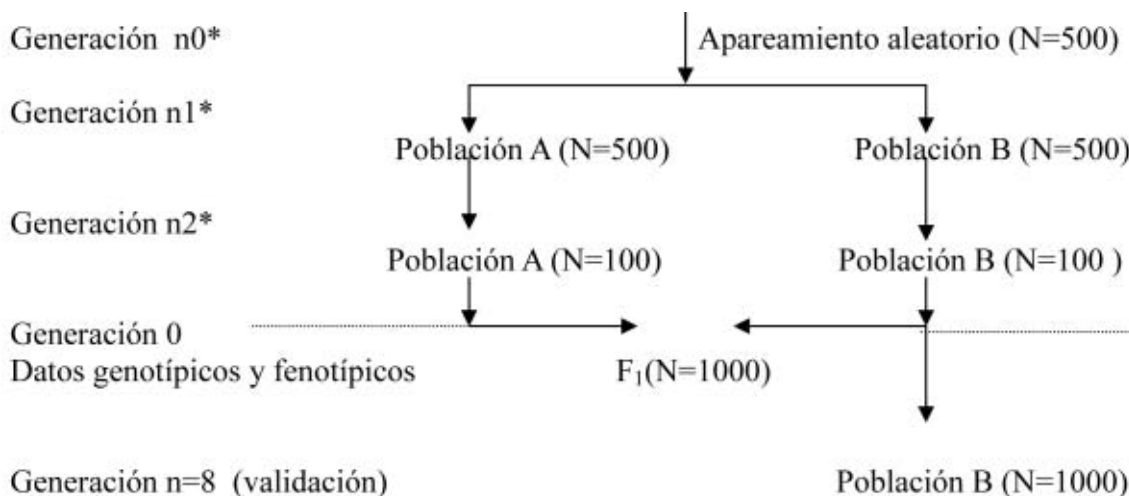 Generación n0* Apareamiento aleatorio (N=500)
Generación n1*
Población A (N=500) Población B (N=500)
Generación n2*
Población A (N=100) Población B (N=100 )
Generación 0
Datos genotípicos y fenotípicos F₁(N=1000)
Generación n=8 (validación) Población B (N=1000)